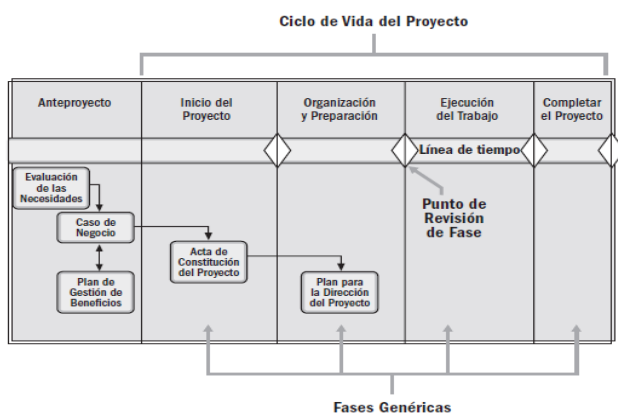 Ciclo de Vida del Proyecto
Anteproyecto
Inicio del
Proyecto
Organización
y Preparación
Ejecución
del Trabajo
Completar
el Proyecto
Línea de tiempo
Evaluación
de las
Necesidades
Caso de
Negocio
Plan de
Gestión de
Beneficios
Acta de
Constitución
del Proyecto
Plan para
la Dirección
del Proyecto
Punto de
Revisión
de Fase
Fases Genéricas